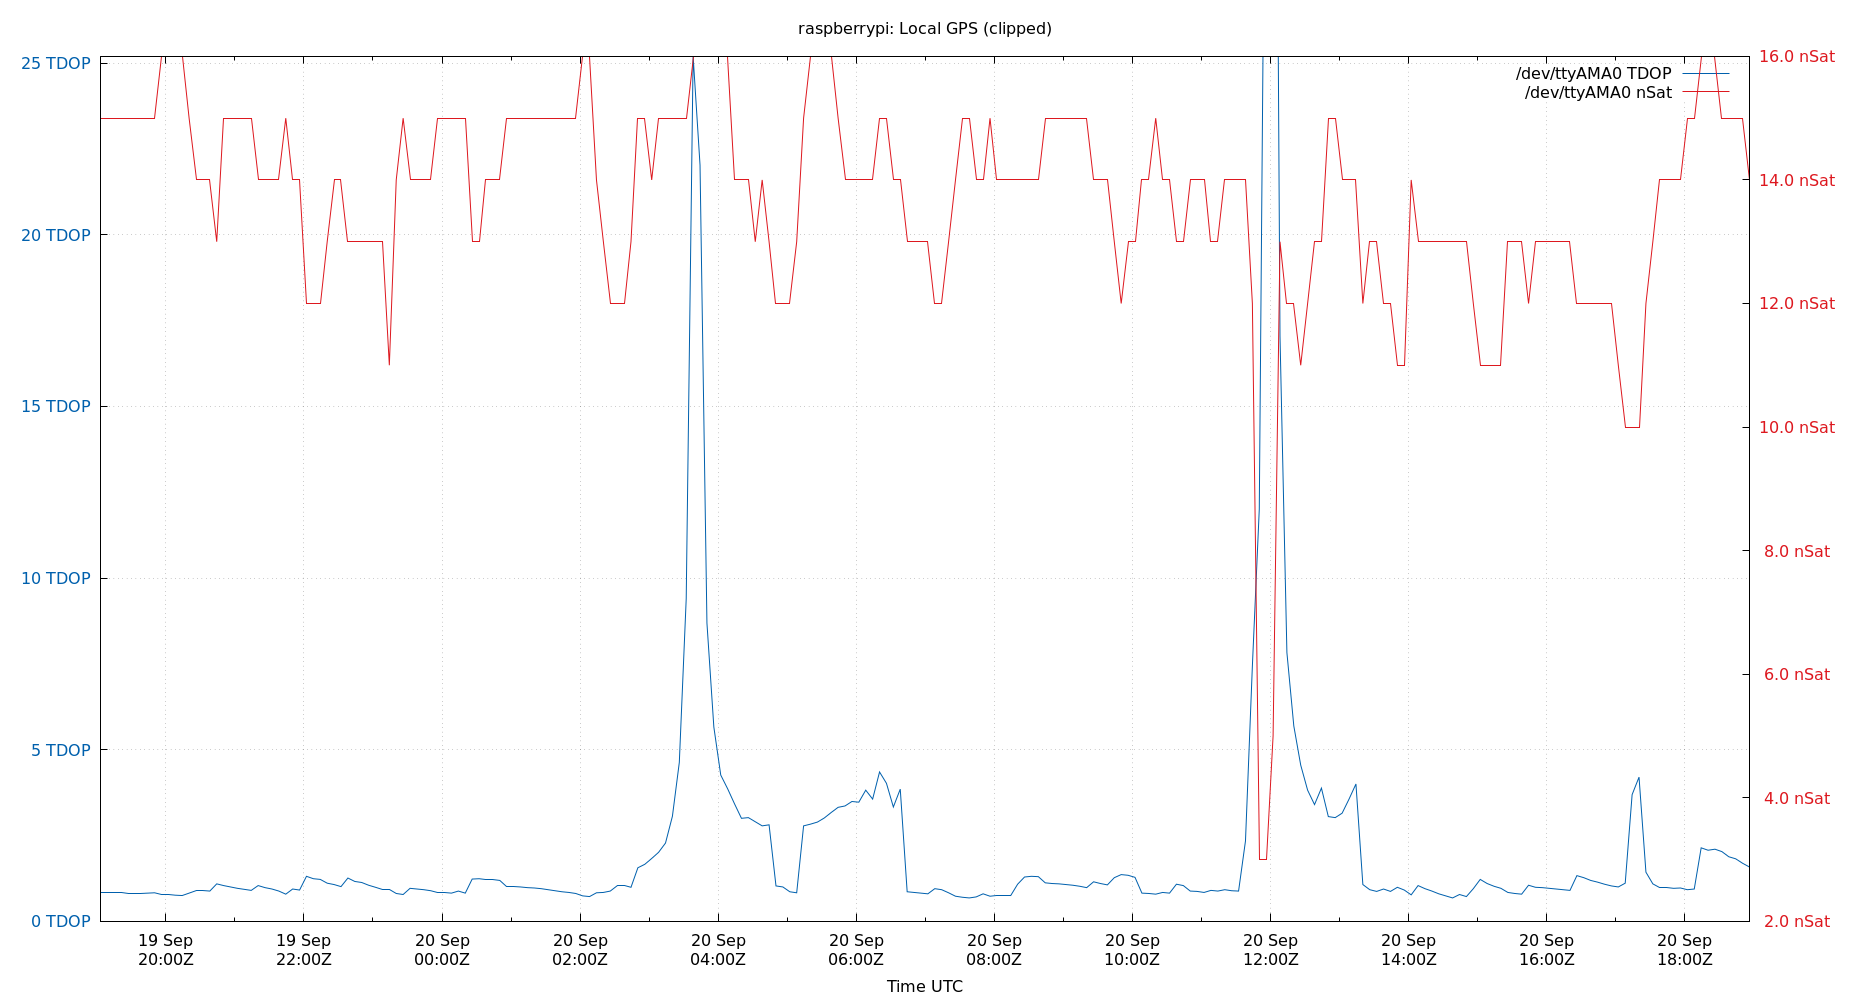 raspberrypi: Local GPS (clipped)
25 TDOP
20 TDOP
15 TDOP
10 TDOP
5 TDOP
0 TDOP
/dev/ttyAMA0 TDOP
/dev/ttyAMA0 nSat
16.0 nSat
14.0 nSat
12.0 nSat
10.0 nSat
8.0 nSat
6.0 nSat
4.0 nSat
2.0 nSat
19 Sep
20:00Z
19 Sep
22:00Z
20 Sep
00:00Z
20 Sep
02:00Z
20 Sep
04:00Z
20 Sep
06:00Z
20 Sep
08:00Z
20 Sep
10:00Z
20 Sep
12:00Z
20 Sep
14:00Z
20 Sep
16:00Z
20 Sep
18:00Z
Time UTC